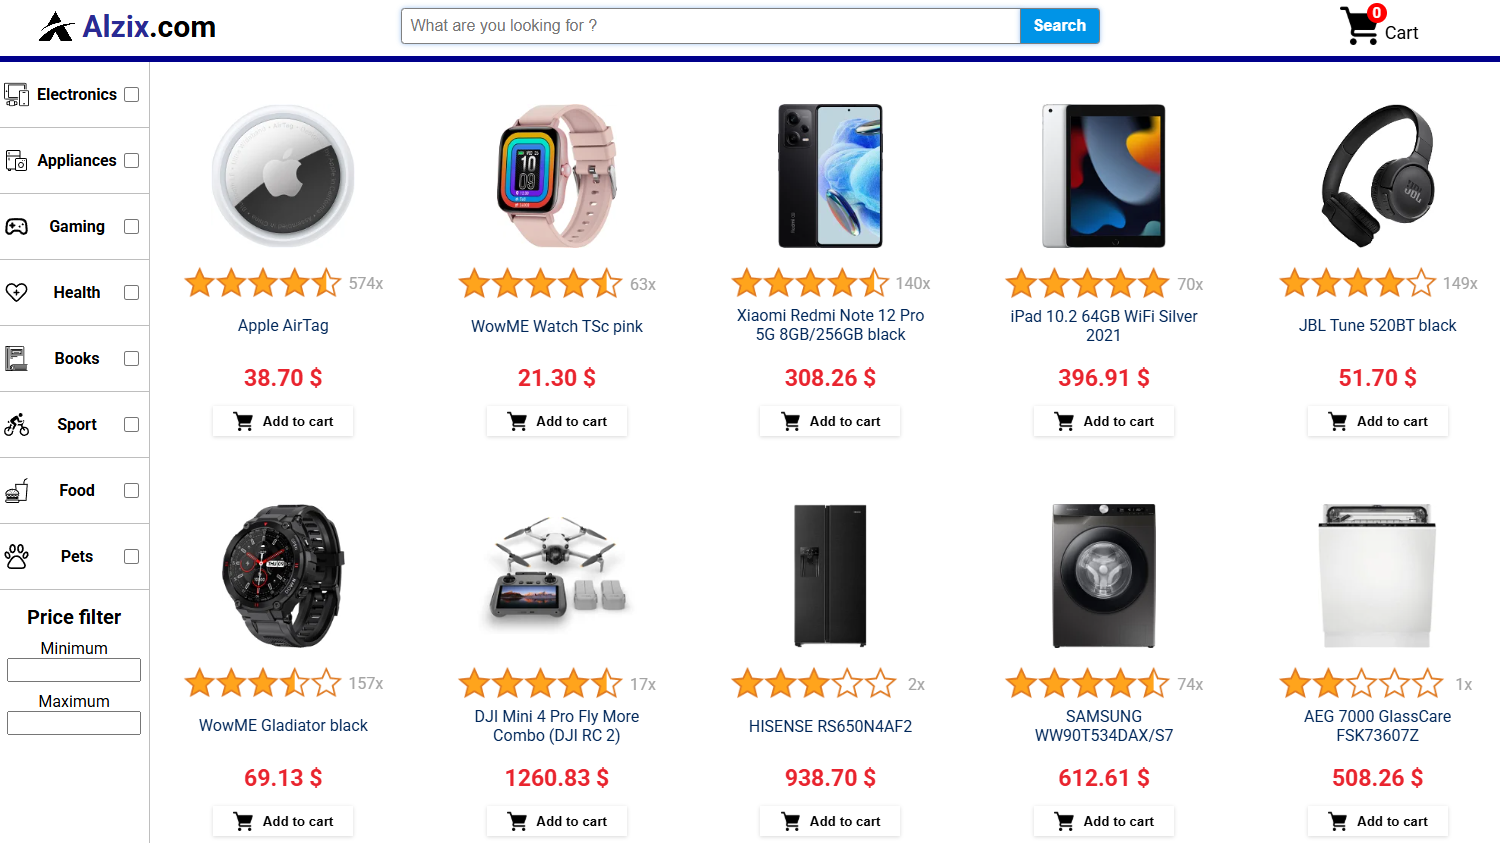 Alzix.com
What are you looking for ?
Search
0
Cart
Electronics
Appliances
Gaming
Health
Books
Sport
Food
Pets
Price filter
Minimum
Maximum
574x
Apple AirTag
38.70 $
Add to cart
63x
WowME Watch TSc pink
21.30 $
Add to cart
140x
Xiaomi Redmi Note 12 Pro
5G 8GB/256GB black
308.26 $
Add to cart
70x
iPad 10.2 64GB WiFi Silver
2021
396.91 $
Add to cart
JBL
149x
JBL Tune 520BT black
51.70 $
Add to cart
157x
WowME Gladiator black
69.13 $
Add to cart
17x
DJI Mini 4 Pro Fly More
Combo (DJI RC 2)
1260.83 $
Add to cart
2x
HISENSE RS650N4AF2
938.70 $
Add to cart
74x
SAMSUNG
WW90T534DAX/S7
612.61 $
Add to cart
1x
AEG 7000 GlassCare
FSK73607Z
508.26 $
Add to cart